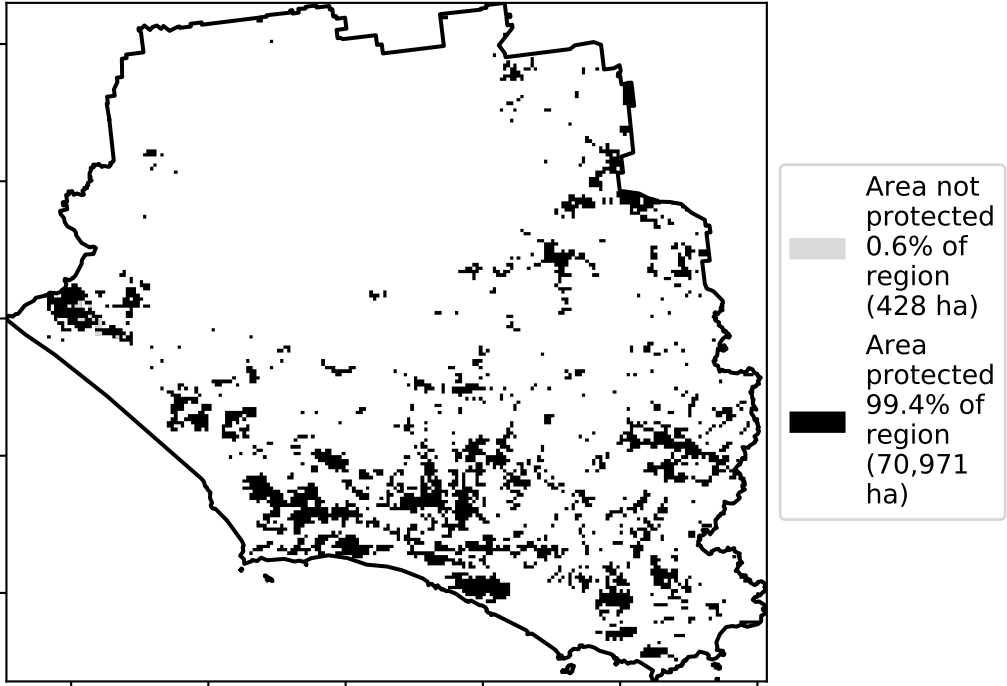 Area not
protected
0.6% of
region
(428 ha)
Area
protected
99.4% of
region
(70,971
ha)